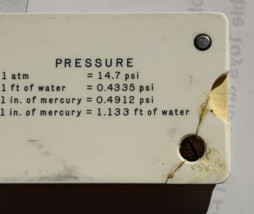 PRESSURE
1 atm = 14.7 psi
1 ft of water = 0.4335 psi
1 in. of mercury = 0.4912 psi
1 in. of mercury = 1.133 ft of water